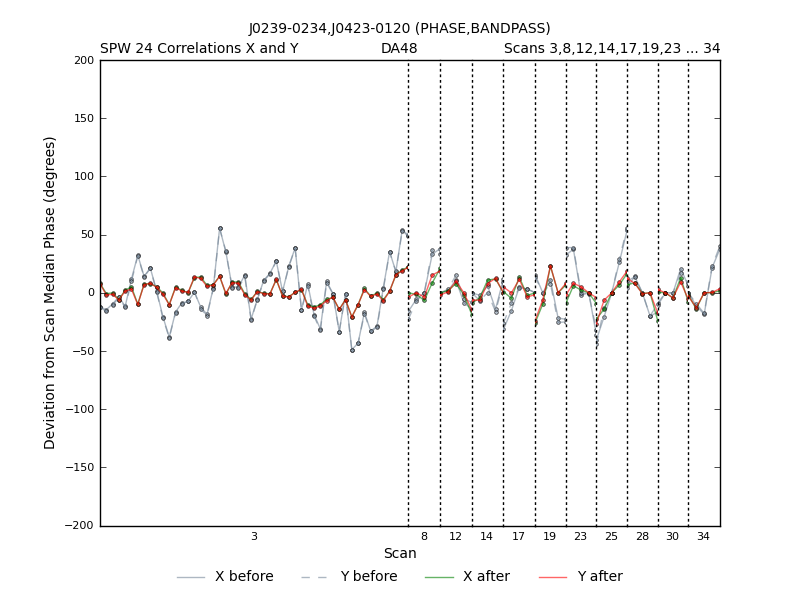 J0239-0234,J0423-0120 (PHASE,BANDPASS)
SPW 24 Correlations X and Y DA48 Scans 3,8,12,14,17,19,23 ... 34
200
150
100
50
0
−50
−100
−150
−200
Deviation from Scan Median Phase (degrees)
3 8 12 14 17 19 23 25 28 30 34
Scan
X before Y before X after Y after